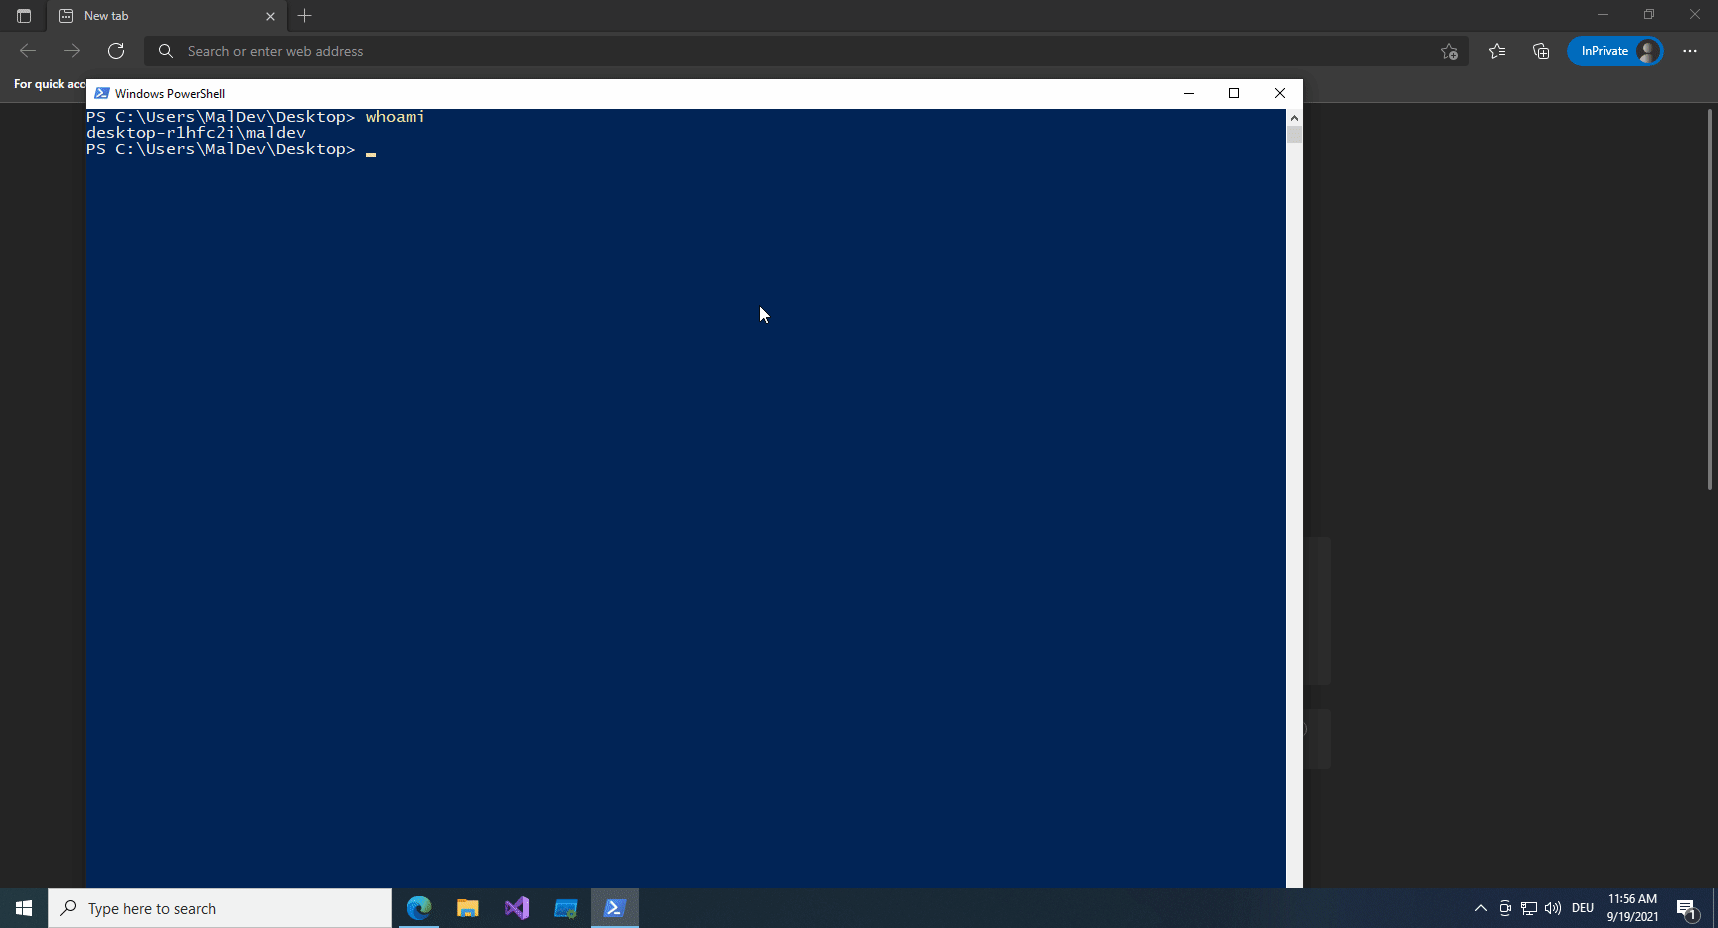 New tab
Search or enter web address
InPrivate
For quick acc
Windows PowerShell
PS C:\Users\MalDev\Desktop> whoami
desktop-r1hfc2i\maldev
PS C:\Users\MalDev\Desktop> _
Type here to search
DEU
11:56 AM
9/19/2021
1